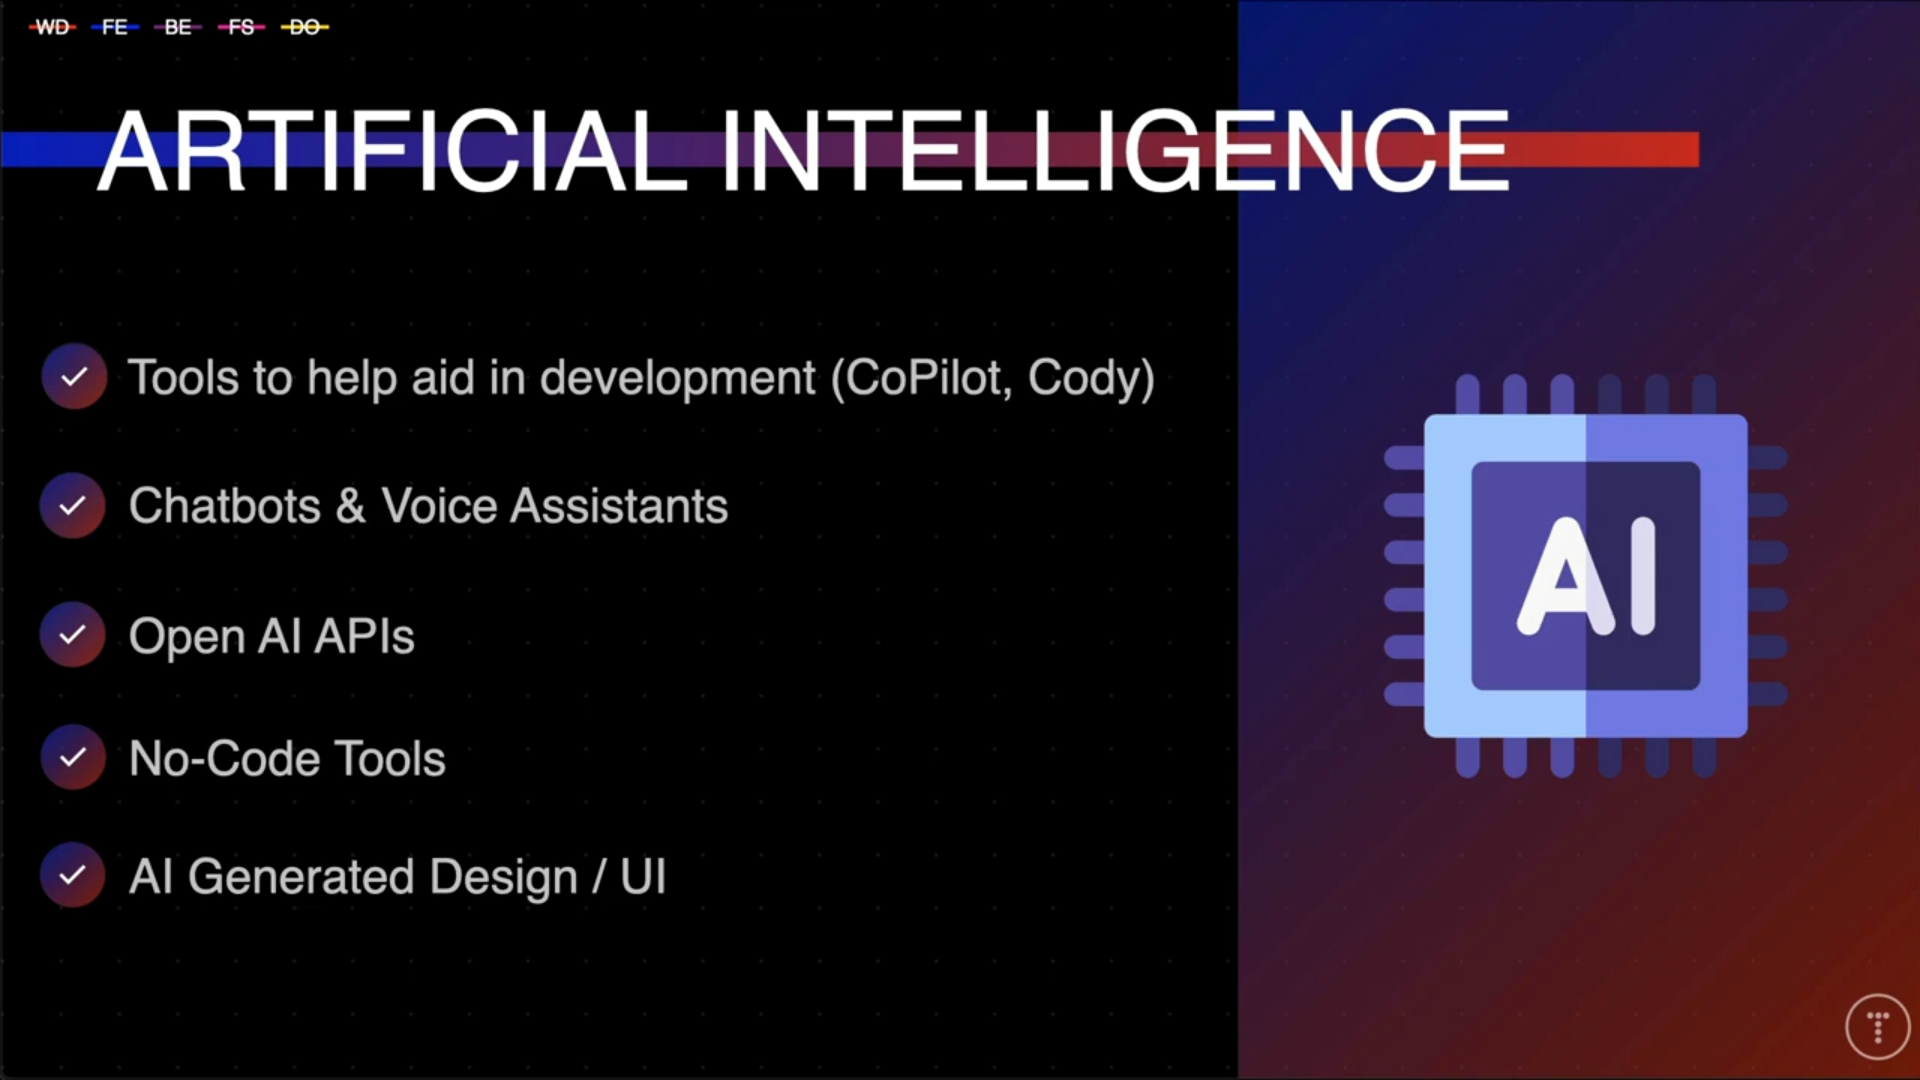 WD FE BE FS DO
ARTIFICIAL INTELLIGENCE
Tools to help aid in development (CoPilot, Cody)
Chatbots & Voice Assistants
Open AI APIs
No-Code Tools
AI Generated Design / UI
AI
T